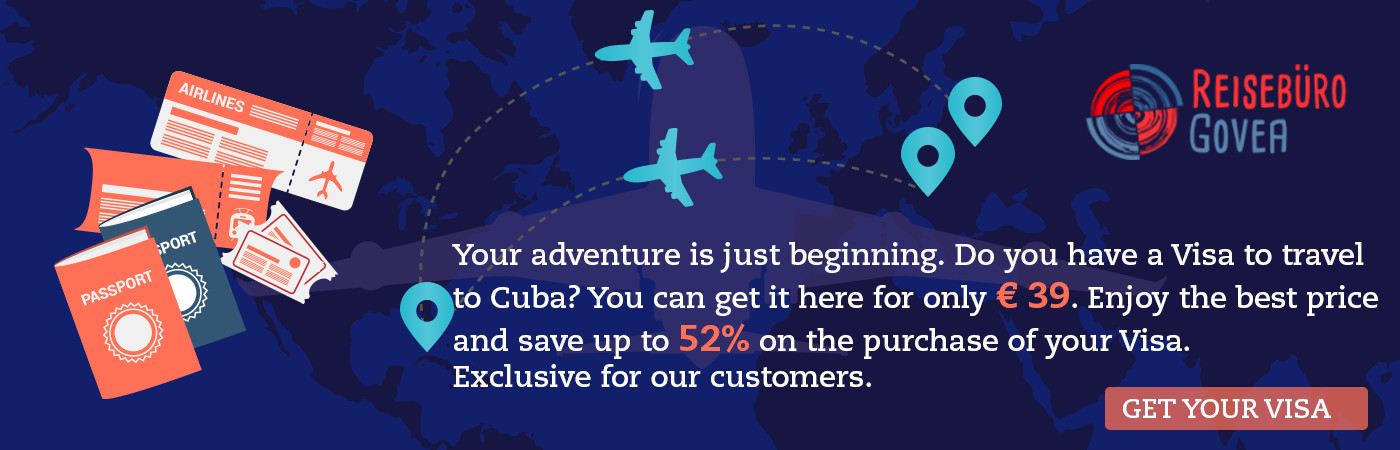 AIRLINES
REISEBÜRO
GOVEA
PASSPORT
SPORT
Your adventure is just beginning. Do you have a Visa to travel
to Cuba? You can get it here for only € 39. Enjoy the best price
and save up to 52% on the purchase of your Visa.
Exclusive for our customers.
GET YOUR VISA